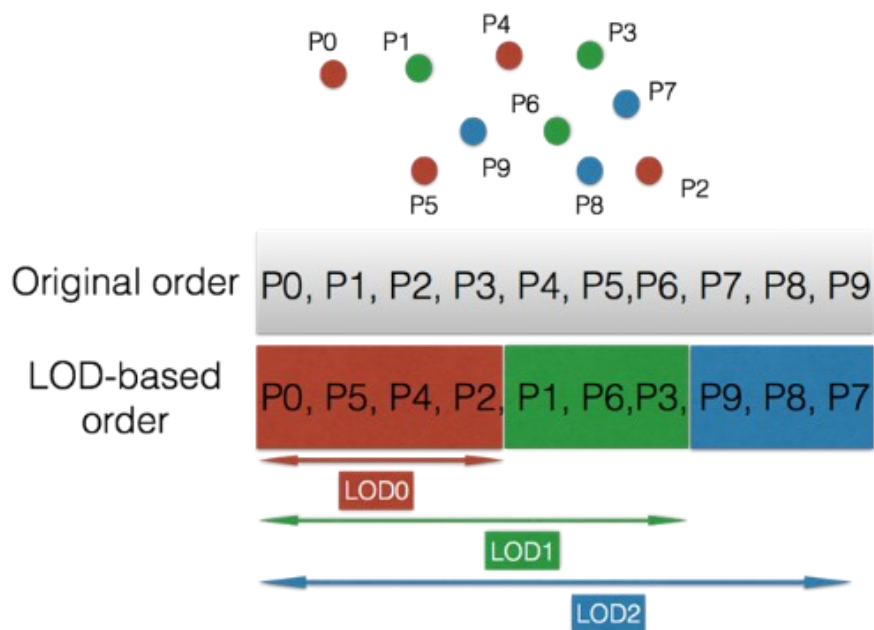 P4
P3
P0
P1
P7
P6
P9
P2
P5
P8
Original order
P0, P1, P2, P3, P4, P5,P6, P7, P8, P9
LOD-based
order
P0, P5, P4, P2, P1, P6,P3, P9, P8, P7
LOD0
LOD1
LOD2